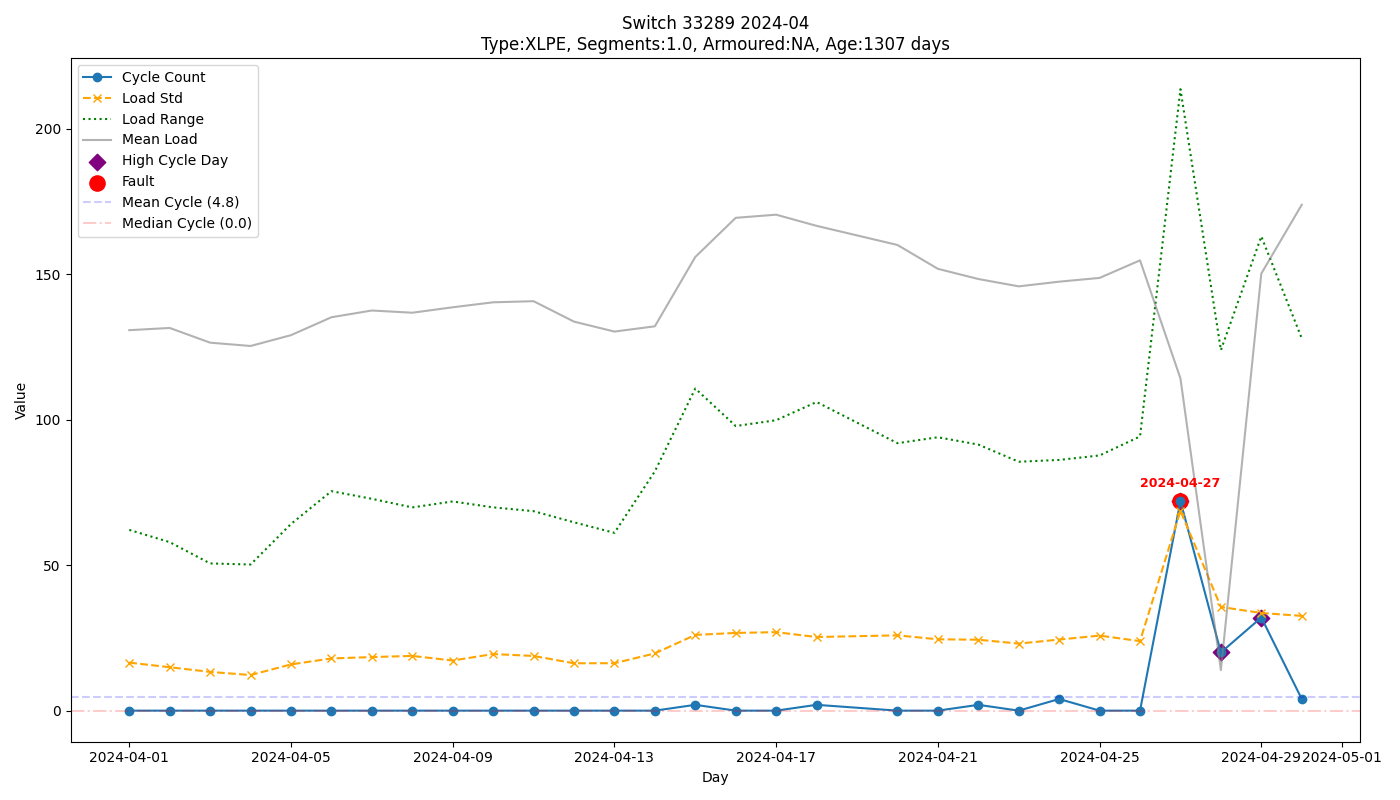 Switch 33289 2024-04
Type:XLPE, Segments:1.0, Armoured:NA, Age:1307 days
Cycle Count
Load Std
Load Range
Mean Load
High Cycle Day
Fault
Mean Cycle (4.8)
Median Cycle (0.0)
Value
200
150
100
50
0
2024-04-27
2024-04-01
2024-04-05
2024-04-09
2024-04-13
2024-04-17
2024-04-21
2024-04-25
2024-04-29
2024-05-01
Day